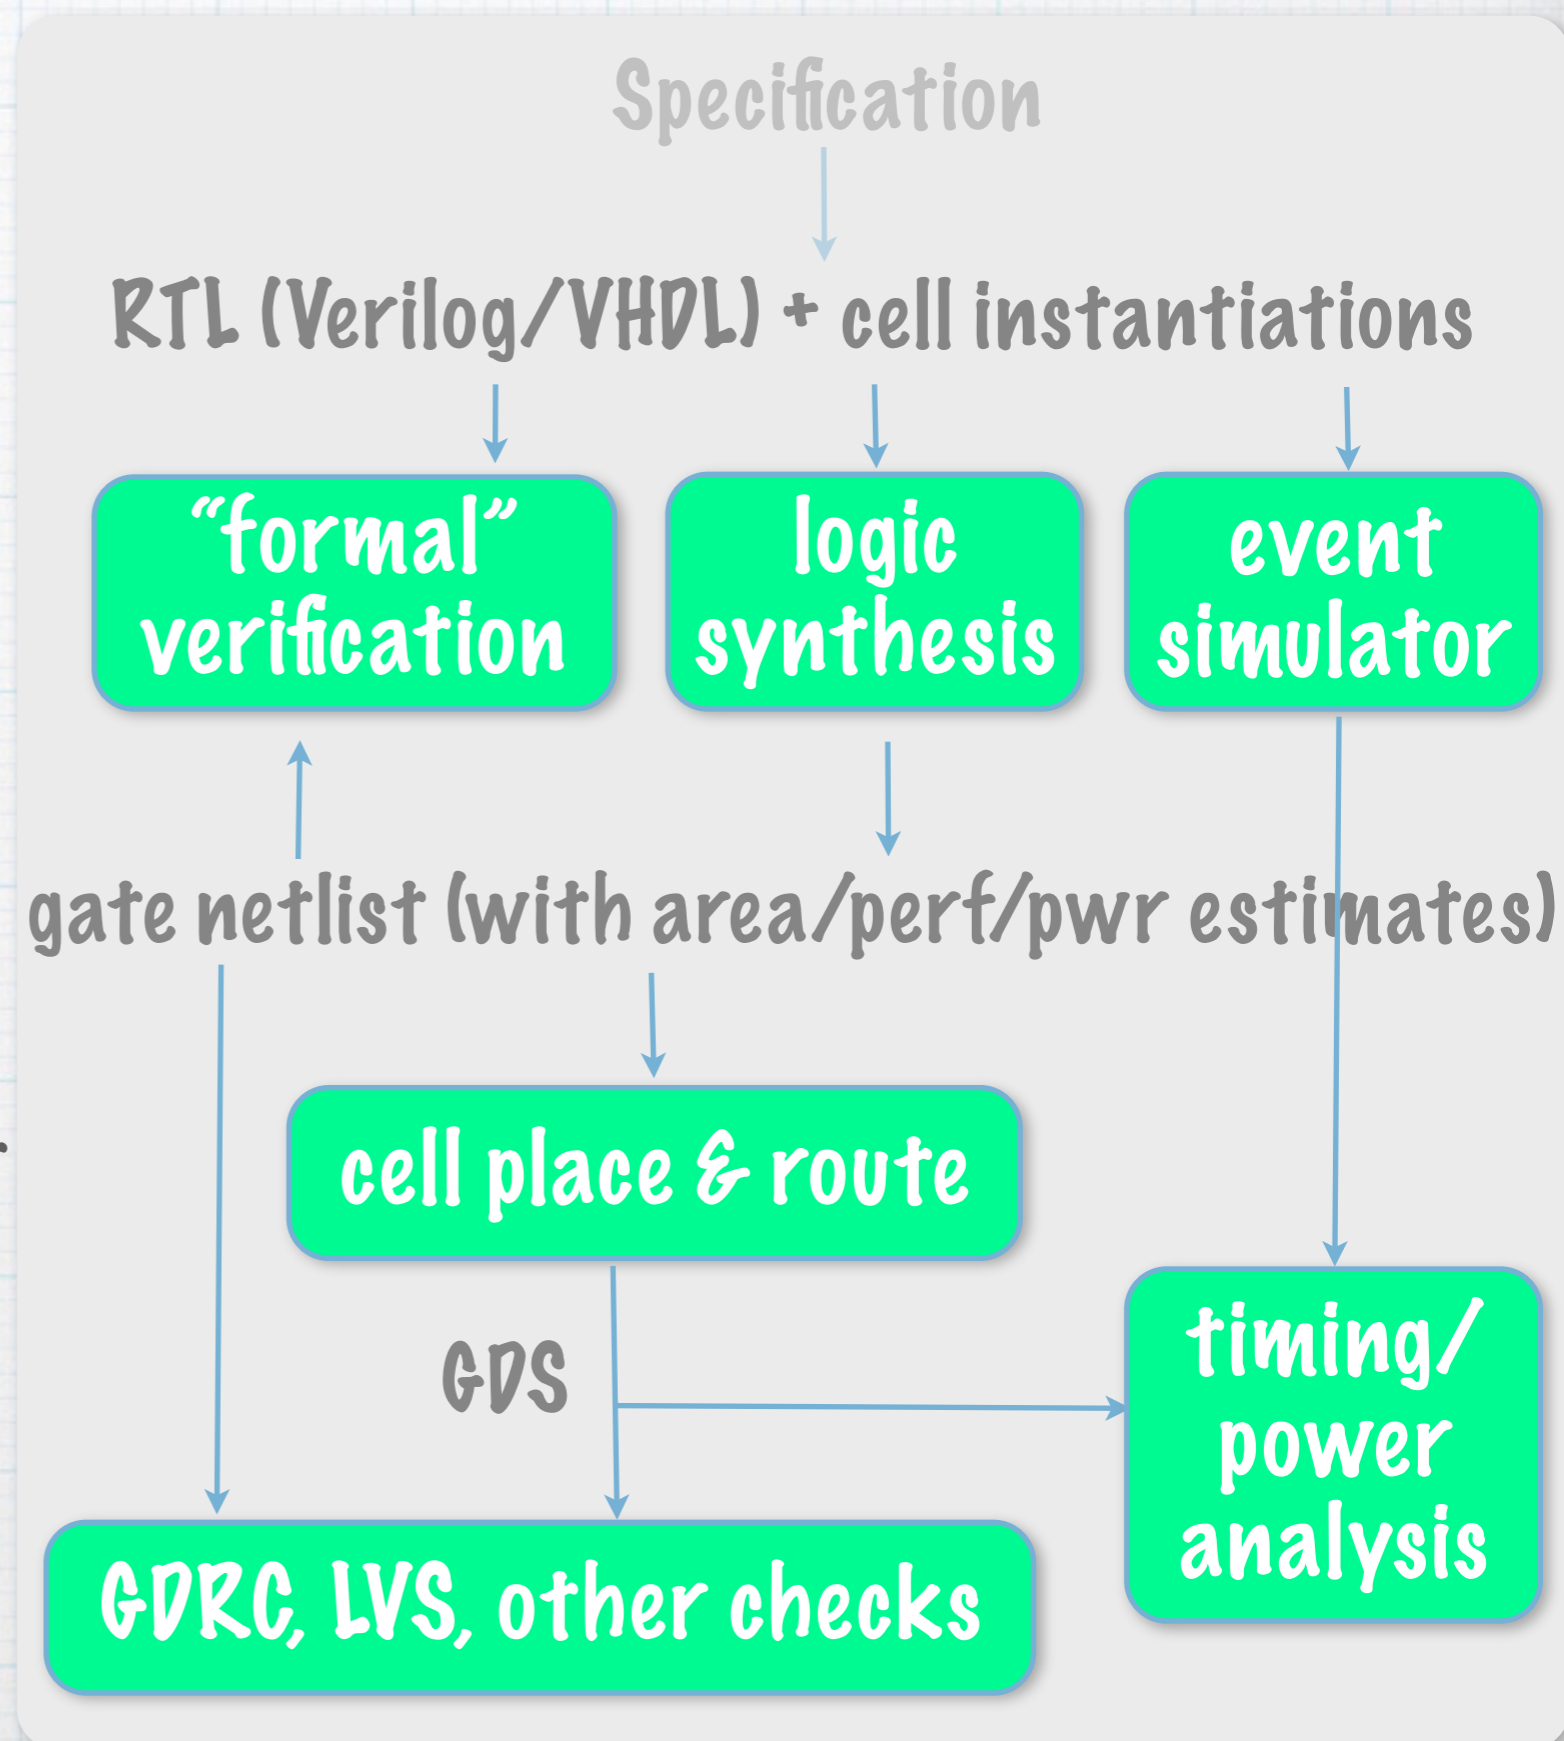 Specification
RTL (Verilog/VHDL) + cell instantiations
“formal”
verification
logic
synthesis
event
simulator
gate netlist (with area/perf/pwr estimates)
cell place & route
GDS
timing/
power
analysis
GDRC, LVS, other checks